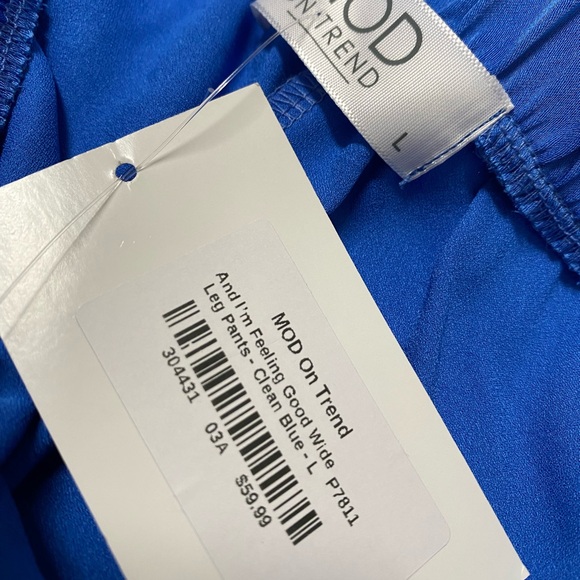 MOD
ON·TREND
L
MOD On Trend
And I'm Feeling Good Wide P7811
Leg Pants - Clean Blue - L
304431 03A $59.99